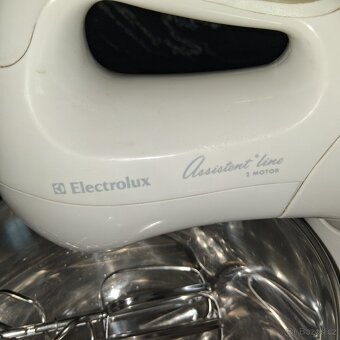 Electrolux
Assistent® line
2 MOTOR